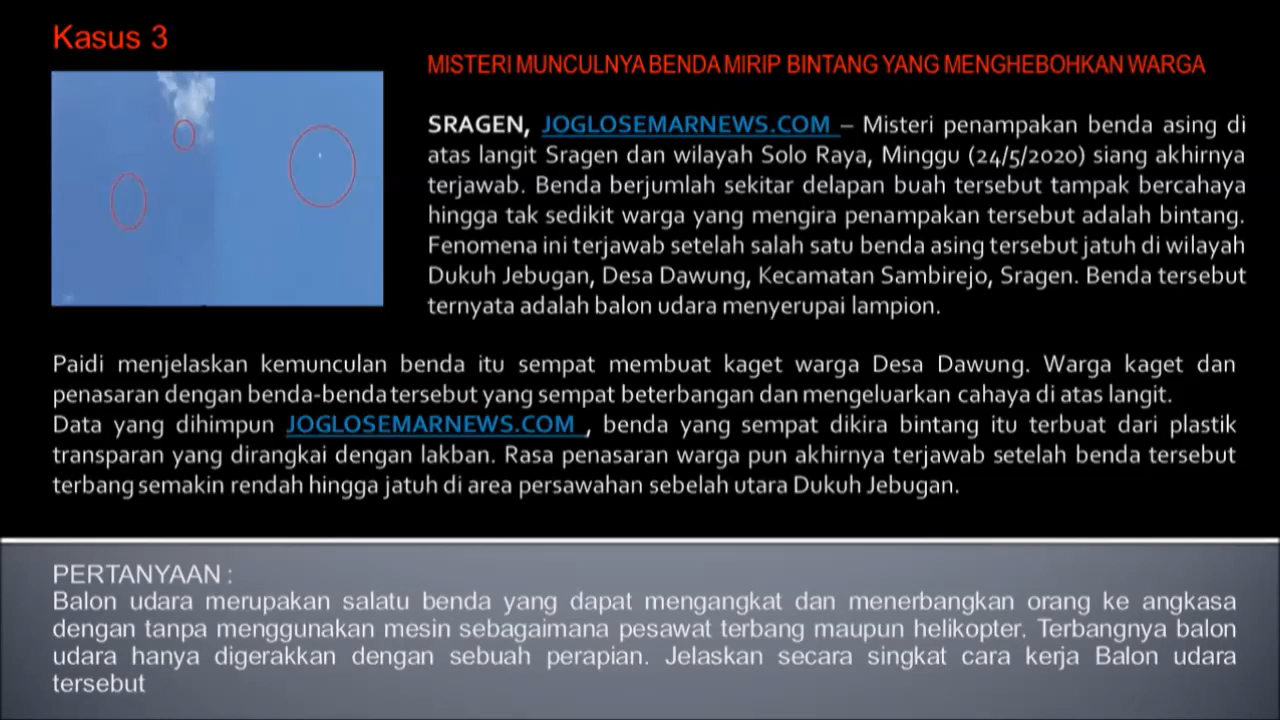 Kasus 3
MISTERI MUNCULNYA BENDA MIRIP BINTANG YANG MENGHEBOHKAN WARGA
SRAGEN, JOGLOSEMARNEWS.COM – Misteri penampakan benda asing di
atas langit Sragen dan wilayah Solo Raya, Minggu (24/5/2020) siang akhirnya
terjawab. Benda berjumlah sekitar delapan buah tersebut tampak bercahaya
hingga tak sedikit warga yang mengira penampakan tersebut adalah bintang.
Fenomena ini terjawab setelah salah satu benda asing tersebut jatuh di wilayah
Dukuh Jebugan, Desa Dawung, Kecamatan Sambirejo, Sragen. Benda tersebut
ternyata adalah balon udara menyerupai lampion.
Paidi menjelaskan kemunculan benda itu sempat membuat kaget warga Desa Dawung. Warga kaget dan
penasaran dengan benda-benda tersebut yang sempat beterbangan dan mengeluarkan cahaya di atas langit.
Data yang dihimpun JOGLOSEMARNEWS.COM , benda yang sempat dikira bintang itu terbuat dari plastik
transparan yang dirangkai dengan lakban. Rasa penasaran warga pun akhirnya terjawab setelah benda tersebut
terbang semakin rendah hingga jatuh di area persawahan sebelah utara Dukuh Jebugan.
PERTANYAAN :
Balon udara merupakan salatu benda yang dapat mengangkat dan menerbangkan orang ke angkasa
dengan tanpa menggunakan mesin sebagaimana pesawat terbang maupun helikopter. Terbangnya balon
udara hanya digerakkan dengan sebuah perapian. Jelaskan secara singkat cara kerja Balon udara
tersebut